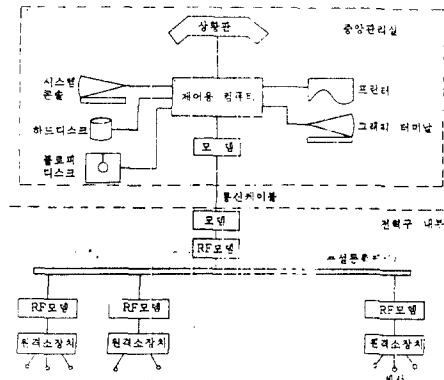 상황판
중앙관리실
시스템
콘솔
제어용 컴퓨터
프린터
하드디스크
그래픽 터미날
모 뎀
플로피
디스크
통신케이블
모뎀
전력구 내부
RF모뎀
RF모뎀
RF모뎀
RF모뎀
원격소장치
원격소장치
원격소장치